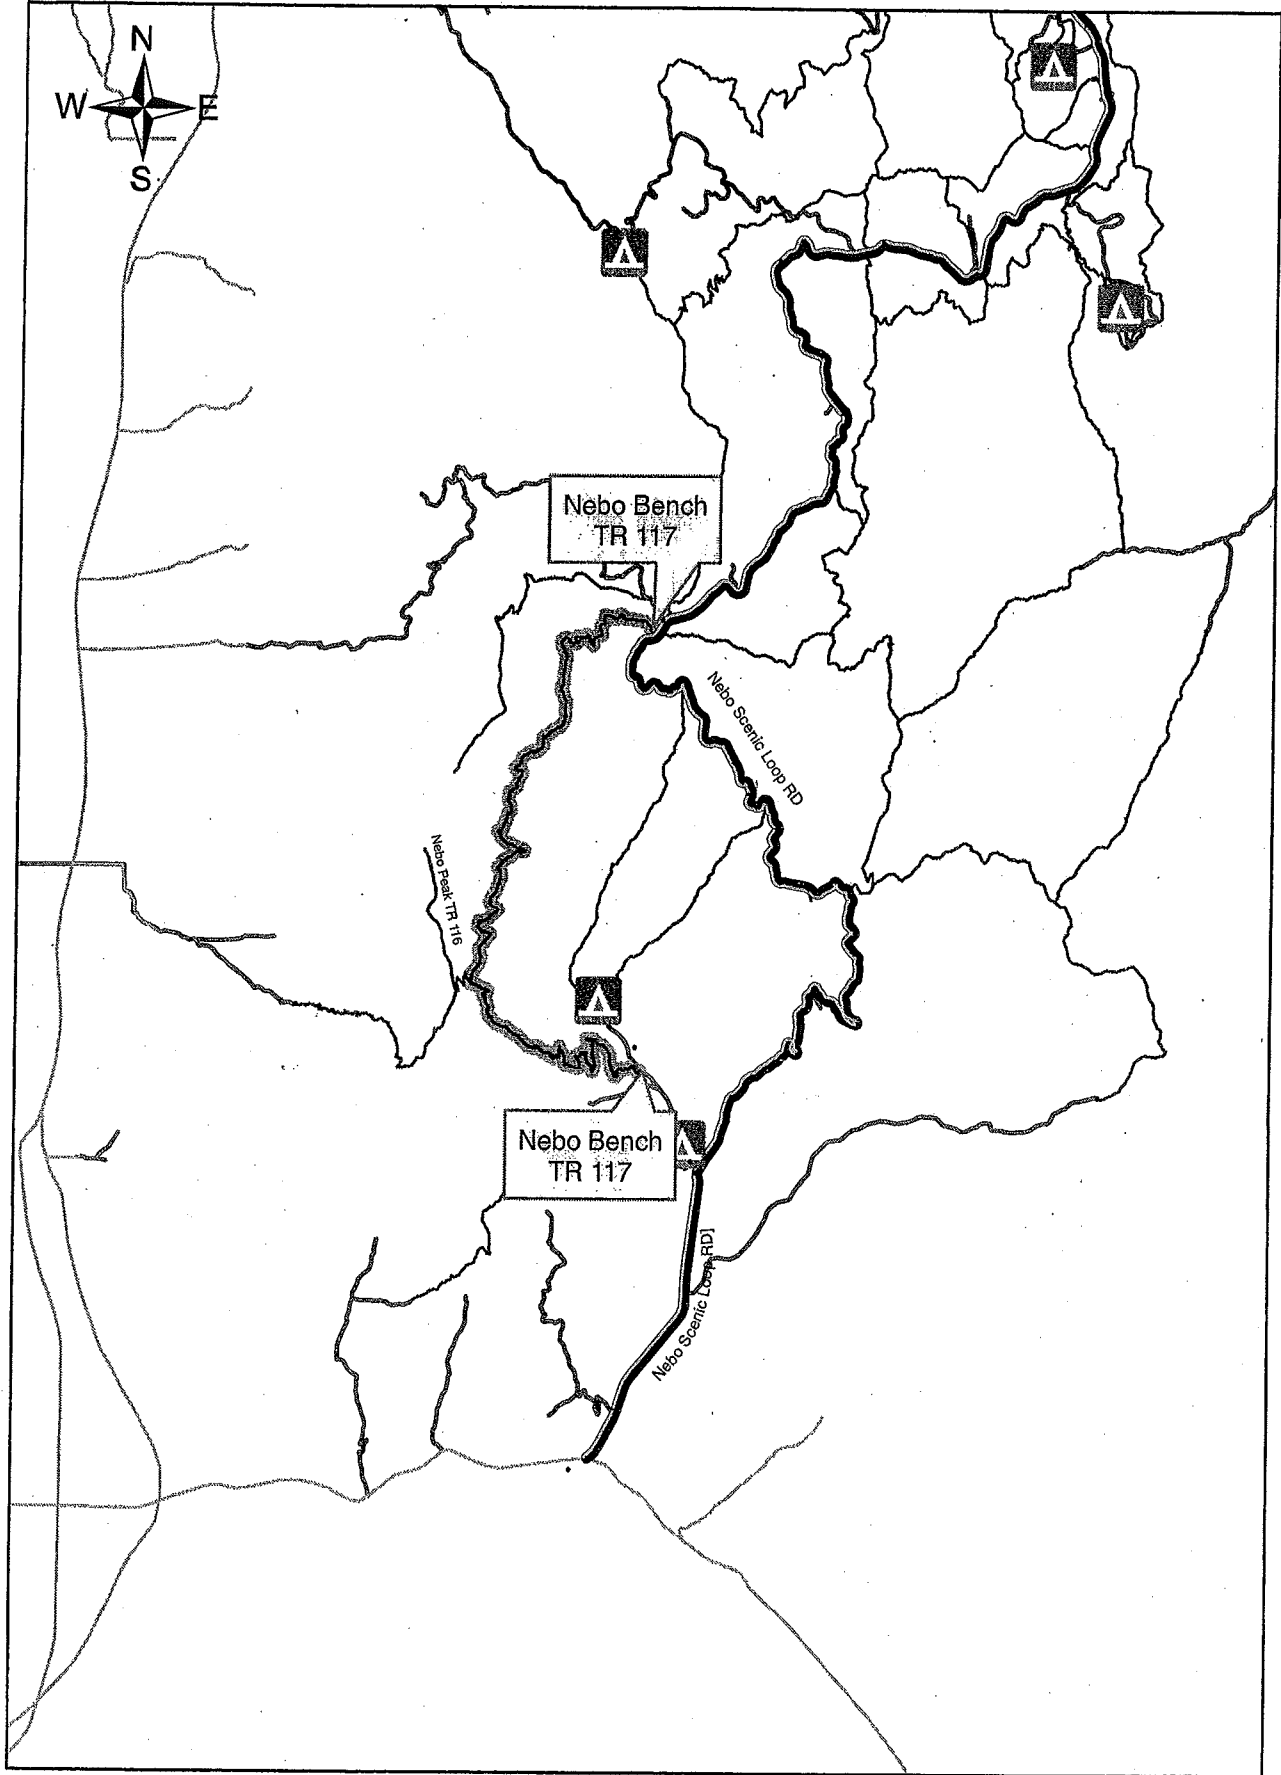 N
W E
S
Nebo Bench
TR 117
Nebo Scenic Loop RD
Nebo Peak TR 116
Nebo Bench
TR 117
Nebo Scenic Loop RD]